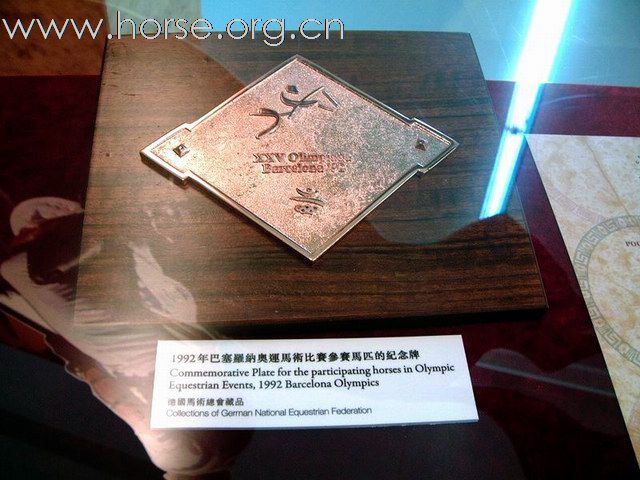 www.horse.org.cn
XXV
Barcelona
1992年巴塞羅納奧運馬術比賽參賽馬匹的紀念牌
Commemorative Plate for the participating horses in Olympic
Equestrian Events, 1992 Barcelona Olympics
德國馬術總會藏品
Collections of German National Equestrian Federation